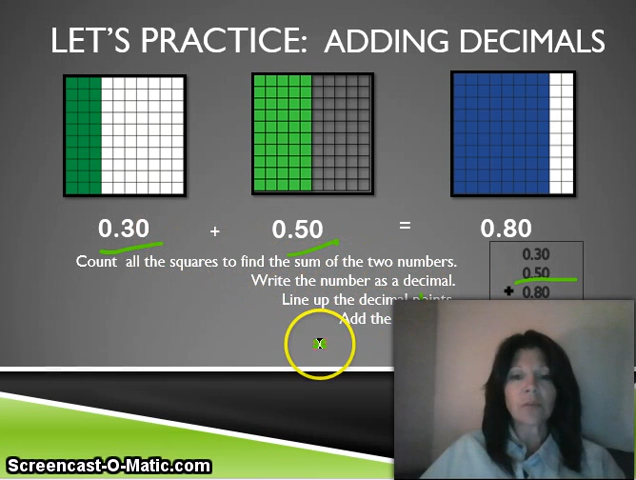 LET'S PRACTICE: ADDING DECIMALS
0.30 + 0.50 = 0.80
Count all the squares to find the sum of the two numbers.
Write the number as a decimal.
Line up the decimal points.
Add the
0.30
0.50
+ 0.80
Screencast-O-Matic.com